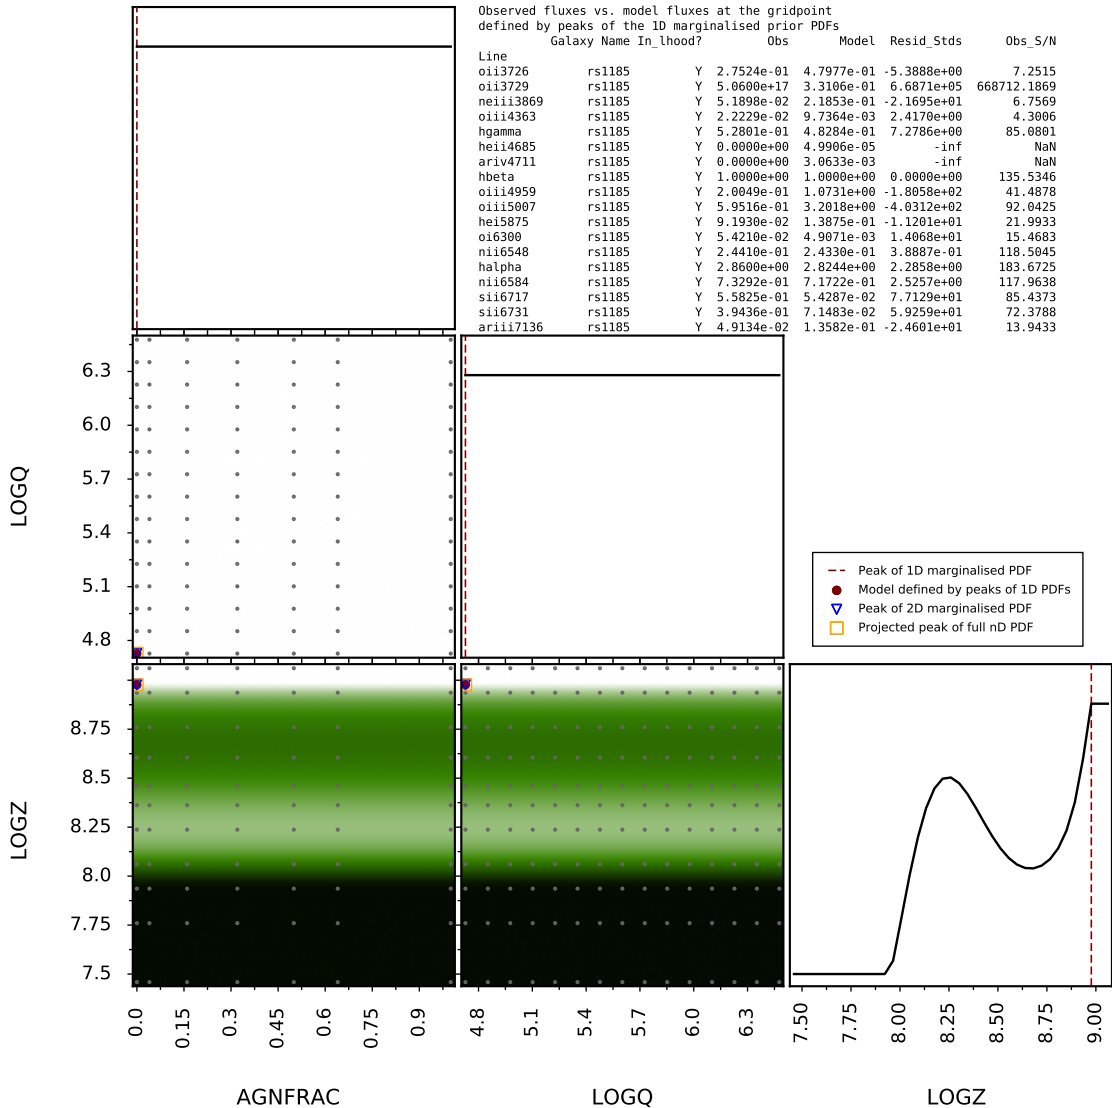 Observed fluxes vs. model fluxes at the gridpoint
defined by peaks of the 1D marginalised prior PDFs
Galaxy Name In_lhood? Obs Model Resid_Stds Obs_S/N
Line
oii3726 rs1185 Y 2.7524e-01 4.7977e-01 -5.3888e+00 7.2515
oii3729 rs1185 Y 5.0600e+17 3.3106e-01 6.6871e+05 668712.1869
neiii3869 rs1185 Y 5.1898e-02 2.1853e-01 -2.1695e+01 6.7569
oiii4363 rs1185 Y 2.2229e-02 9.7364e-03 2.4170e+00 4.3006
hgamma rs1185 Y 5.2801e-01 4.8284e-01 7.2786e+00 85.0801
heii4685 rs1185 Y 0.0000e+00 4.9906e-05 -inf NaN
ariv4711 rs1185 Y 0.0000e+00 3.0633e-03 -inf NaN
hbeta rs1185 Y 1.0000e+00 1.0000e+00 0.0000e+00 135.5346
oiii4959 rs1185 Y 2.0049e-01 1.0731e+00 -1.8058e+02 41.4878
oiii5007 rs1185 Y 5.9516e-01 3.2018e+00 -4.0312e+02 92.0425
hei5875 rs1185 Y 9.1930e-02 1.3875e-01 -1.1201e+01 21.9933
oi6300 rs1185 Y 5.4210e-02 4.9071e-03 1.4068e+01 15.4683
nii6548 rs1185 Y 2.4410e-01 2.4330e-01 3.8887e-01 118.5045
halpha rs1185 Y 2.8600e+00 2.8244e+00 2.2858e+00 183.6725
nii6584 rs1185 Y 7.3292e-01 7.1722e-01 2.5257e+00 117.9638
sii6717 rs1185 Y 5.5825e-01 5.4287e-02 7.7129e+01 85.4373
sii6731 rs1185 Y 3.9436e-01 7.1483e-02 5.9259e+01 72.3788
ariii7136 rs1185 Y 4.9134e-02 1.3582e-01 -2.4601e+01 13.9433
LOGQ
6.3
6.0
5.7
5.4
5.1
4.8
Peak of 1D marginalised PDF
Model defined by peaks of 1D PDFs
Peak of 2D marginalised PDF
Projected peak of full nD PDF
LOGZ
8.75
8.5
8.25
8.0
7.75
7.5
0.0 0.15 0.3 0.45 0.6 0.75 0.9
4.8 5.1 5.4 5.7 6.0 6.3
7.50 7.75 8.00 8.25 8.50 8.75 9.00
AGNFRAC LOGQ LOGZ